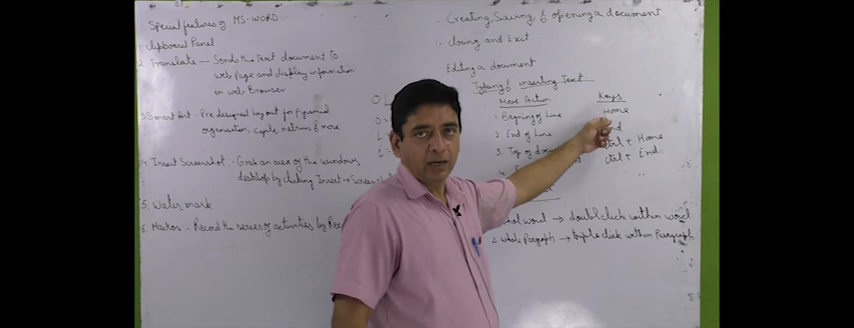 Special features of MS-WORD
1 clipboard Panel
2. Translate — Sends the Text document to
web page and display information
on web Browser
3. Smart Art - Pre designed layout for pyramid
organisation, cycle, matrix & more
4. Insert Screenshot - Grab an area of the windows
desktop by clicking Insert → Screen
5. Water mark
6. Macros - Record the series of activities by
Creating, Saving & opening a document
closing and Exit
Editing a document
Typing & inserting Text
Move Action Keys
1. Begning of Line Home
2. End of Line
3. Top of Ctrl + Home
4. Ctrl + End
word → double click within word
2. whole Paragraph → triple click within Paragraph